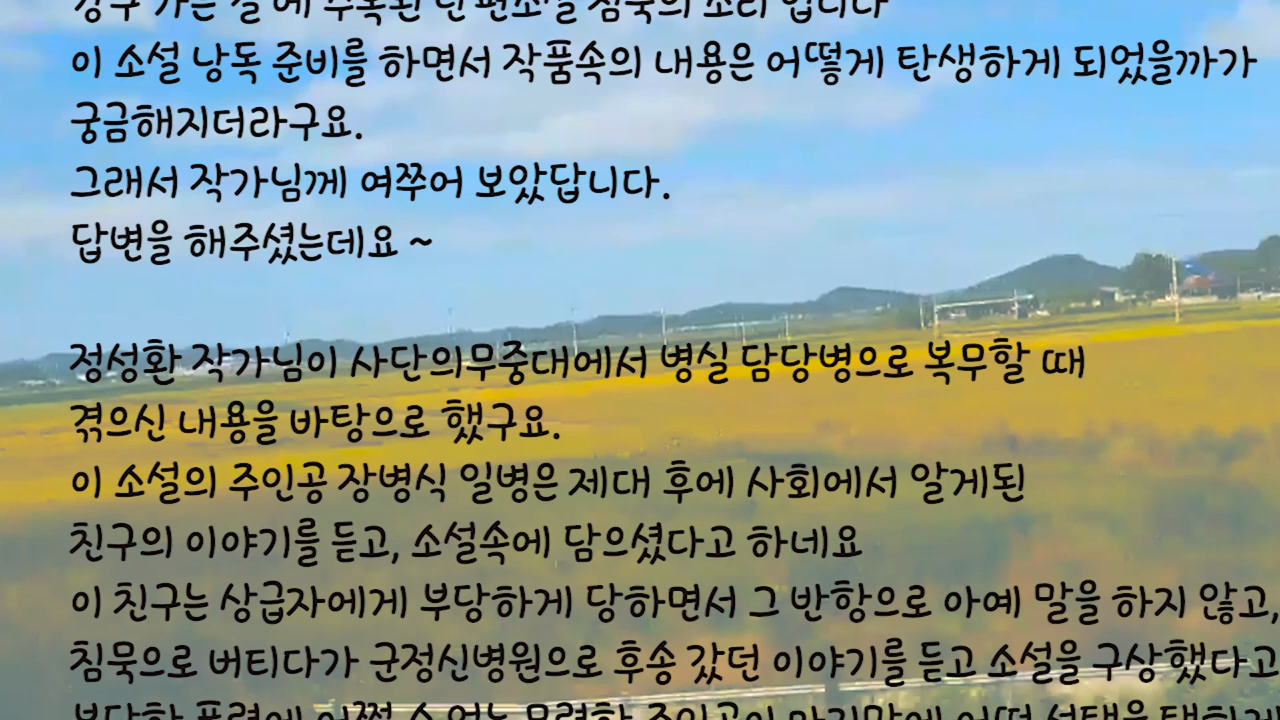 이 소설 낭독 준비를 하면서 작품속의 내용은 어떻게 탄생하게 되었을까가
궁금해지더라구요.
그래서 작가님께 여쭈어 보았답니다.
답변을 해주셨는데요 ~
정성환 작가님이 사단의무중대에서 병실 담당병으로 복무할 때
겪으신 내용을 바탕으로 했구요.
이 소설의 주인공 장병식 일병은 제대 후에 사회에서 알게된
친구의 이야기를 듣고, 소설속에 담으셨다고 하네요
이 친구는 상급자에게 부당하게 당하면서 그 반항으로 아예 말을 하지 않고,
침묵으로 버티다가 군정신병원으로 후송 갔던 이야기를 듣고 소설을 구상했다고